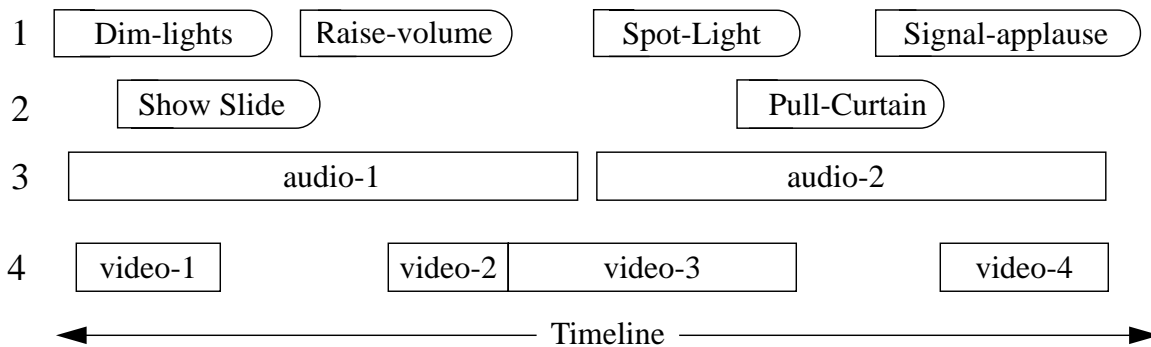 1 Dim-lights Raise-volume Spot-Light Signal-applause
2 Show Slide Pull-Curtain
3 audio-1 audio-2
4 video-1 video-2 video-3 video-4
Timeline